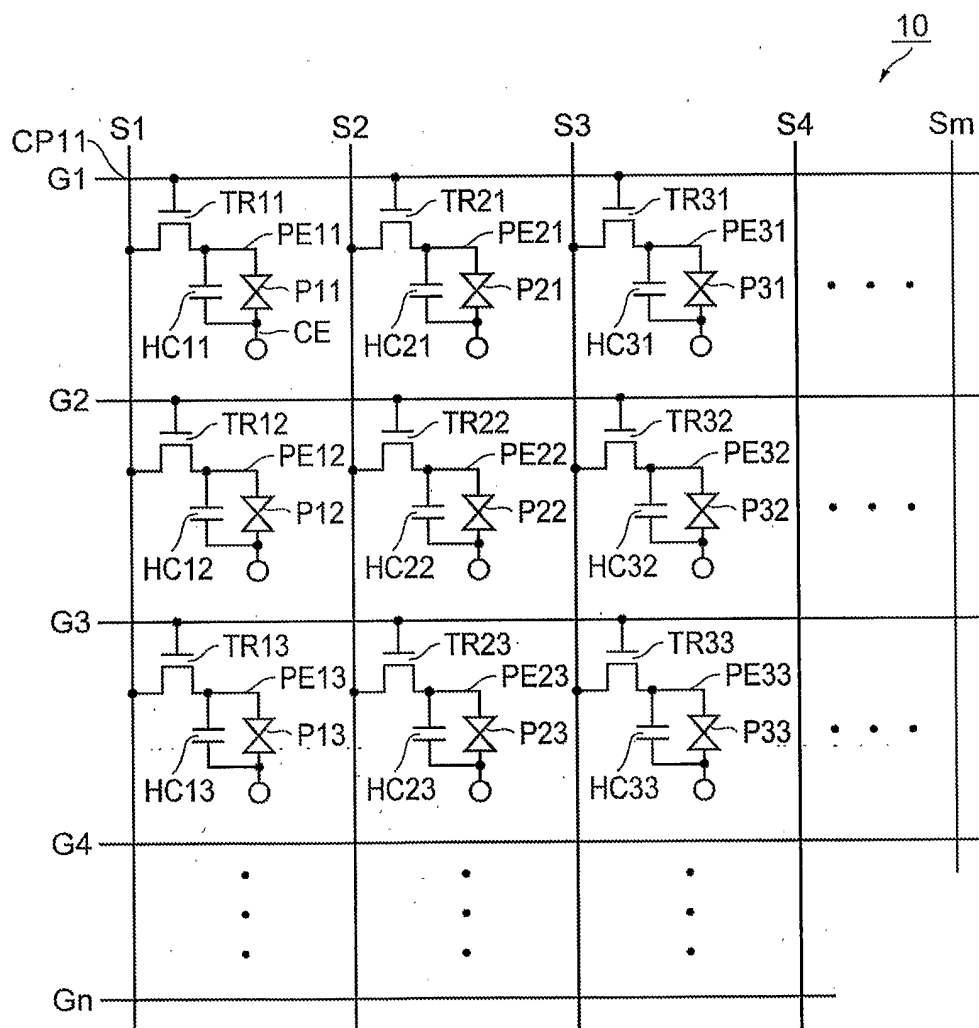 10
S1 S2 S3 S4 Sm
CP11
G1
TR11 TR21 TR31
PE11 PE21 PE31
P11 P21 P31
HC11 CE HC21 HC31
G2
TR12 TR22 TR32
PE12 PE22 PE32
P12 P22 P32
HC12 HC22 HC32
G3
TR13 TR23 TR33
PE13 PE23 PE33
P13 P23 P33
HC13 HC23 HC33
G4
Gn